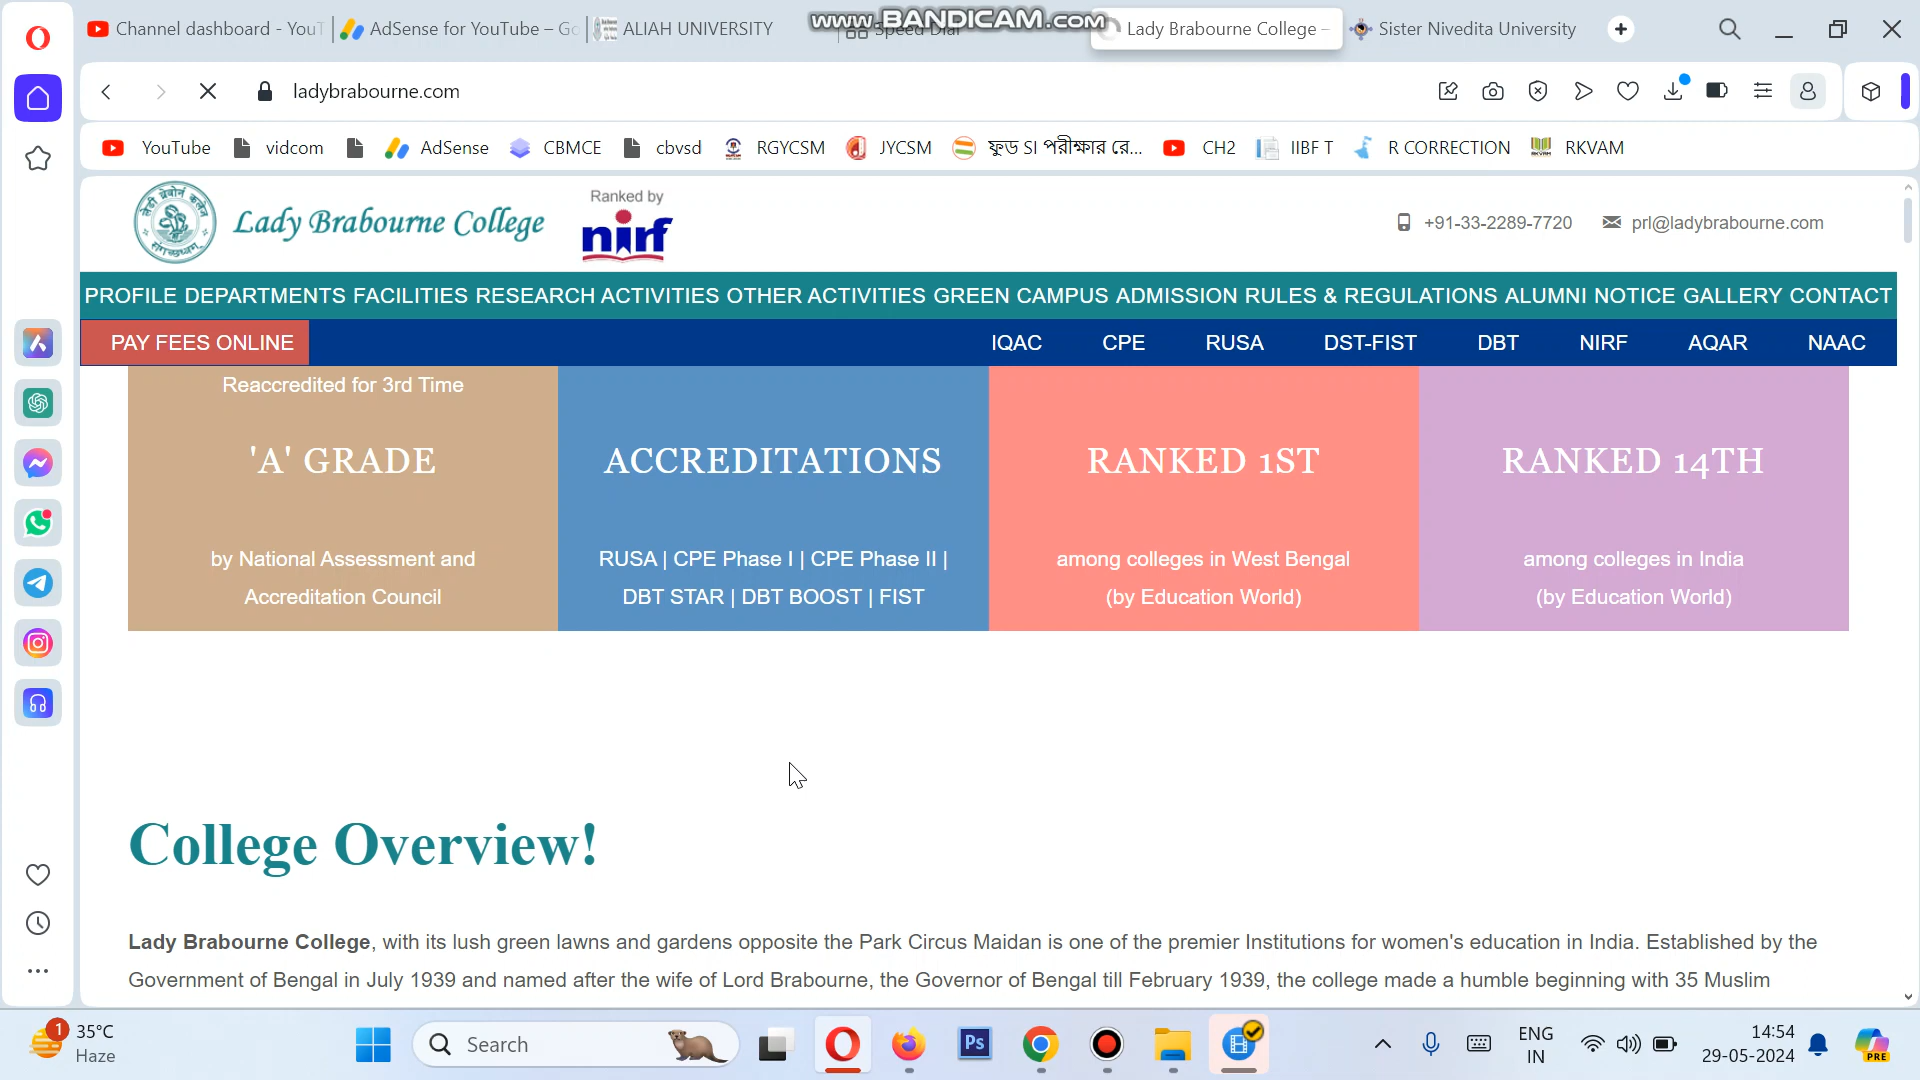 www.BANDICAM.com
Channel dashboard - YouT
AdSense for YouTube – Go
ALIAH UNIVERSITY
Speed Dial
Lady Brabourne College –
Sister Nivedita University
ladybrabourne.com
YouTube
vidcom
AdSense
CBMCE
cbvsd
RGYCSM
JYCSM
ফুড SI পরীক্ষার রে...
CH2
IIBF T
R CORRECTION
RKVAM
Lady Brabourne College
Ranked by
nirf
+91-33-2289-7720
prl@ladybrabourne.com
PROFILE DEPARTMENTS FACILITIES RESEARCH ACTIVITIES OTHER ACTIVITIES GREEN CAMPUS ADMISSION RULES & REGULATIONS ALUMNI NOTICE GALLERY CONTACT
PAY FEES ONLINE
IQAC
CPE
RUSA
DST-FIST
DBT
NIRF
AQAR
NAAC
Reaccredited for 3rd Time
'A' GRADE
by National Assessment and
Accreditation Council
ACCREDITATIONS
RUSA | CPE Phase I | CPE Phase II |
DBT STAR | DBT BOOST | FIST
RANKED 1ST
among colleges in West Bengal
(by Education World)
RANKED 14TH
among colleges in India
(by Education World)
College Overview!
Lady Brabourne College, with its lush green lawns and gardens opposite the Park Circus Maidan is one of the premier Institutions for women's education in India. Established by the
Government of Bengal in July 1939 and named after the wife of Lord Brabourne, the Governor of Bengal till February 1939, the college made a humble beginning with 35 Muslim
1
35°C
Haze
Search
Ps
ENG
IN
14:54
29-05-2024
PRE